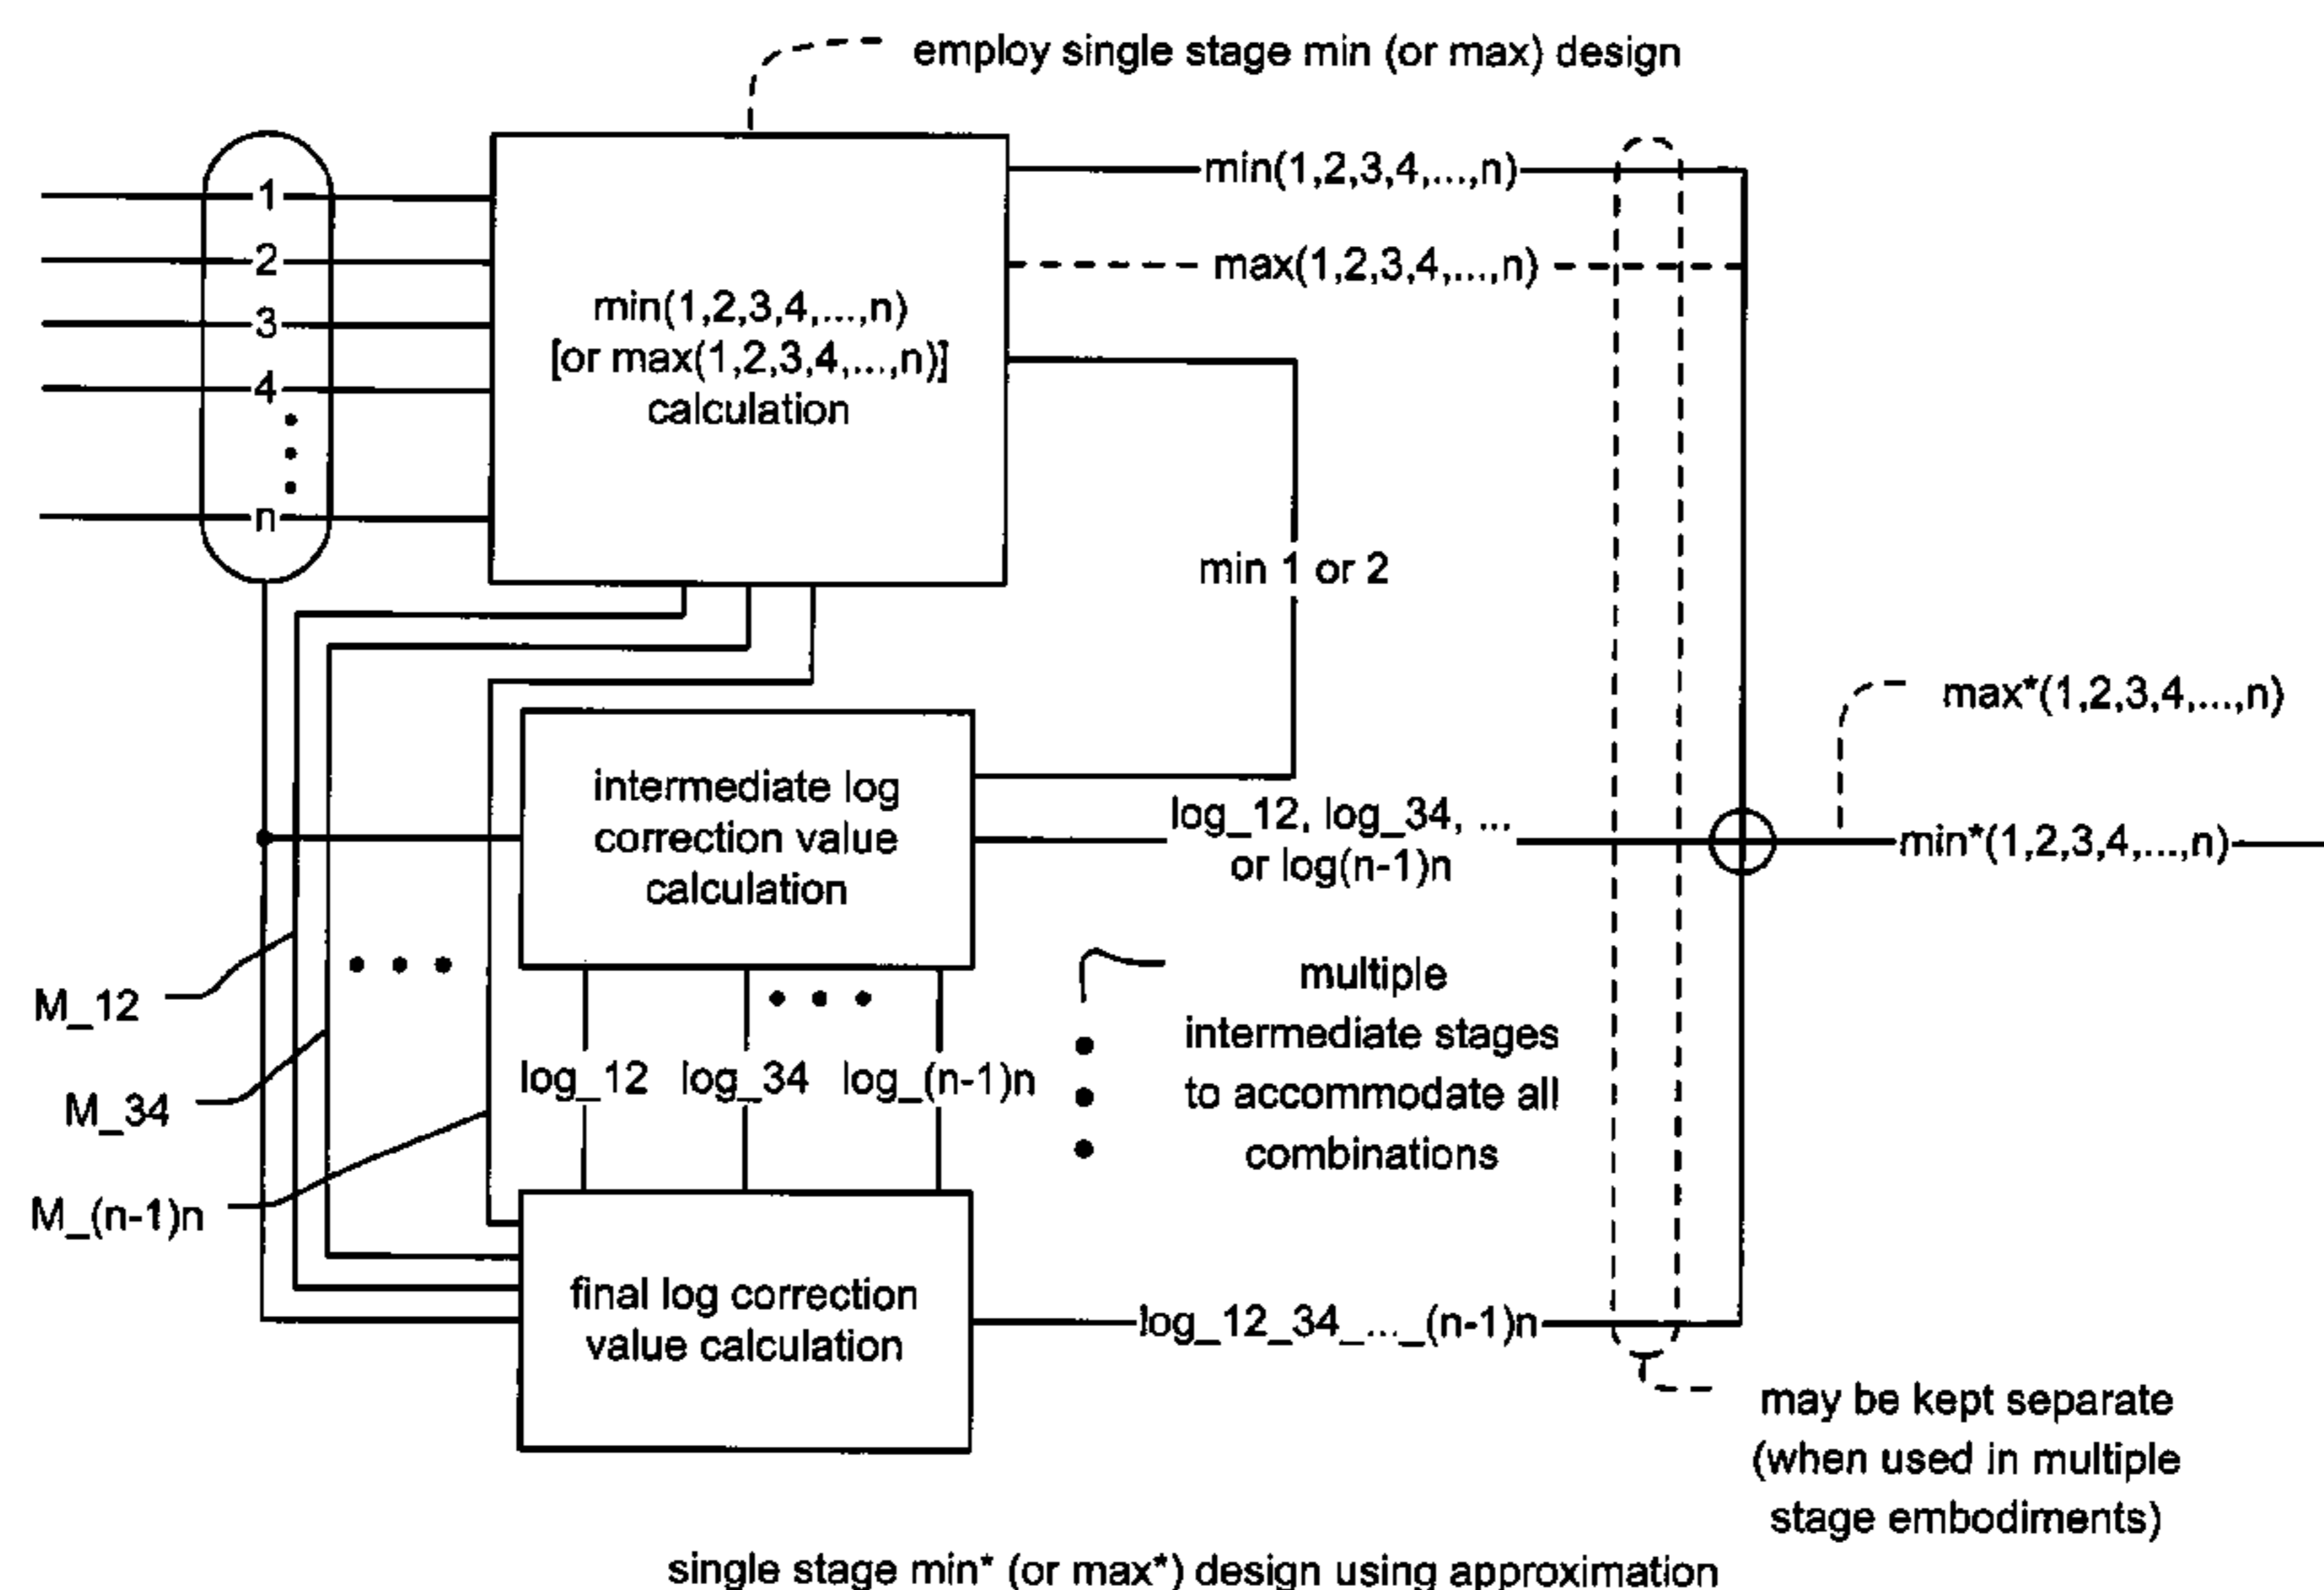 employ single stage min (or max) design
1
2
3
4
n
min(1,2,3,4,...,n)
[or max(1,2,3,4,...,n)]
calculation
min(1,2,3,4,...,n)
max(1,2,3,4,...,n)
min 1 or 2
max*(1,2,3,4,...,n)
intermediate log
correction value
calculation
log_12, log_34, ...
or log(n-1)n
min*(1,2,3,4,...,n)
M_12
M_34
M_(n-1)n
log_12 log_34 log_(n-1)n
multiple
intermediate stages
to accommodate all
combinations
final log correction
value calculation
log_12_34_..._(n-1)n
may be kept separate
(when used in multiple
stage embodiments)
single stage min* (or max*) design using approximation